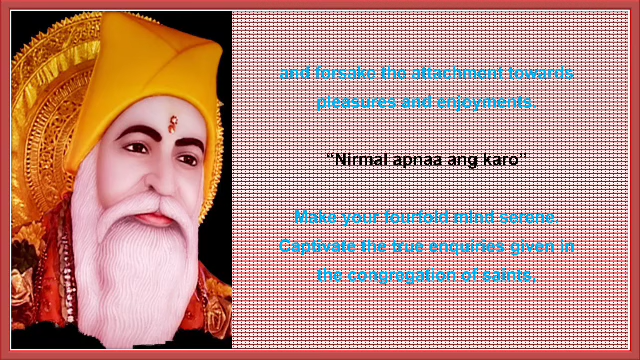 and forsake the attachment towards
pleasures and enjoyments.
“Nirmal apnaa ang karo”
Make your fourfold mind serene.
Captivate the true enquiries given in
the congregation of saints,